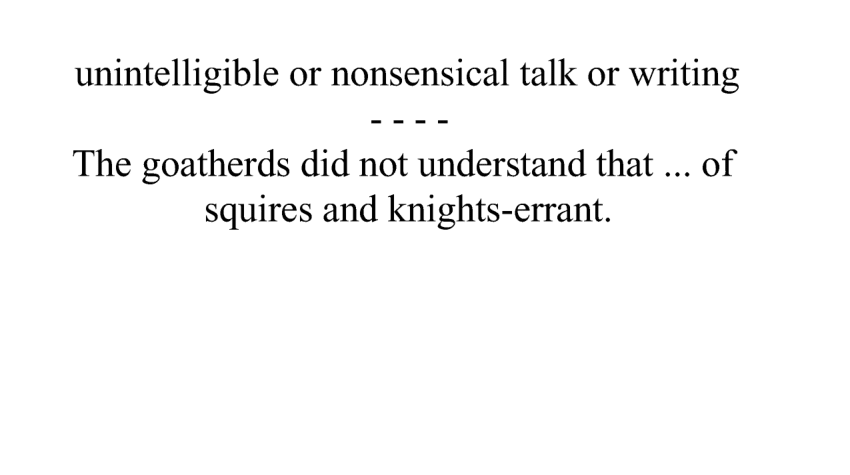 unintelligible or nonsensical talk or writing
- - - -
The goatherds did not understand that ... of
squires and knights-errant.